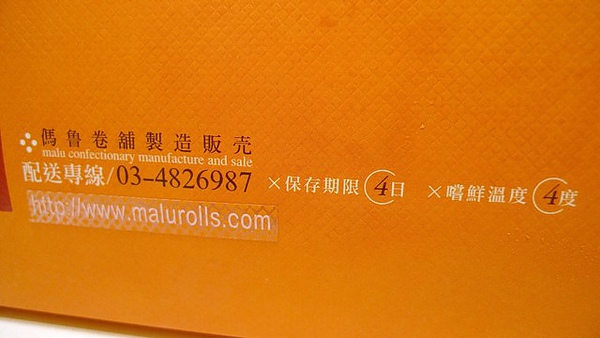 傌魯卷舖製造販売
malu confectionary manufacture and sale
配送專線/03-4826987 ×保存期限4日 ×嚐鮮溫度4度
http://www.malurolls.com